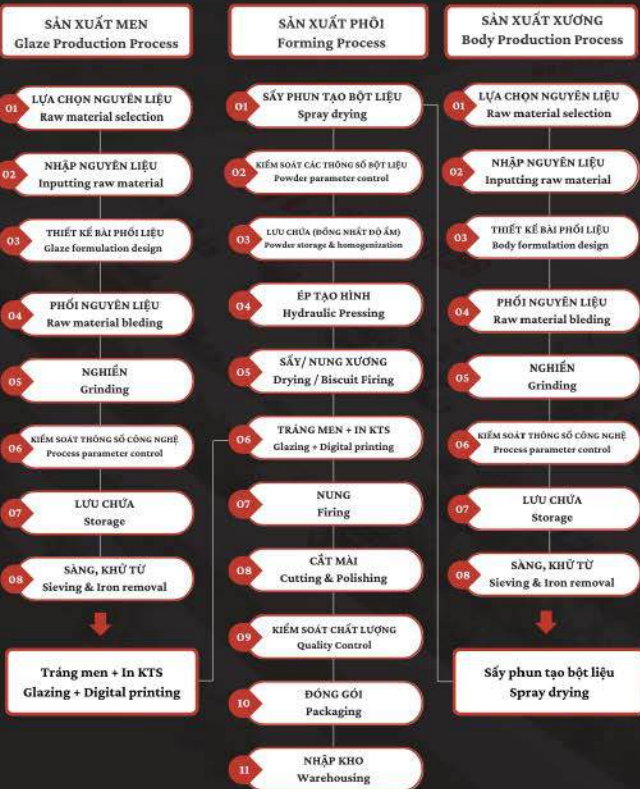 SẢN XUẤT MEN
Glaze Production Process
01
LỰA CHỌN NGUYÊN LIỆU
Raw material selection
02
NHẬP NGUYÊN LIỆU
Inputting raw material
03
THIẾT KẾ BÀI PHỐI LIỆU
Glaze formulation design
04
PHỐI NGUYÊN LIỆU
Raw material bleding
05
NGHIỀN
Grinding
06
KIỂM SOÁT THÔNG SỐ CÔNG NGHỆ
Process parameter control
07
LƯU CHỨA
Storage
08
SÀNG, KHỬ TỪ
Sieving & Iron removal
Tráng men + In KTS
Glazing + Digital printing
SẢN XUẤT PHÔI
Forming Process
01
SẤY PHUN TẠO BỘT LIỆU
Spray drying
02
KIỂM SOÁT CÁC THÔNG SỐ BỘT LIỆU
Powder parameter control
03
LƯU CHỨA (ĐỒNG NHẤT ĐỘ ẨM)
Powder storage & homogenization
04
ÉP TẠO HÌNH
Hydraulic Pressing
05
SẤY/ NUNG XƯƠNG
Drying / Biscuit Firing
06
TRÁNG MEN + IN KTS
Glazing + Digital printing
07
NUNG
Firing
08
CẮT MÀI
Cutting & Polishing
09
KIỂM SOÁT CHẤT LƯỢNG
Quality Control
10
ĐÓNG GÓI
Packaging
11
NHẬP KHO
Warehousing
SẢN XUẤT XƯƠNG
Body Production Process
01
LỰA CHỌN NGUYÊN LIỆU
Raw material selection
02
NHẬP NGUYÊN LIỆU
Inputting raw material
03
THIẾT KẾ BÀI PHỐI LIỆU
Body formulation design
04
PHỐI NGUYÊN LIỆU
Raw material bleding
05
NGHIỀN
Grinding
06
KIỂM SOÁT THÔNG SỐ CÔNG NGHỆ
Process parameter control
07
LƯU CHỨA
Storage
08
SÀNG, KHỬ TỪ
Sieving & Iron removal
Sấy phun tạo bột liệu
Spray drying